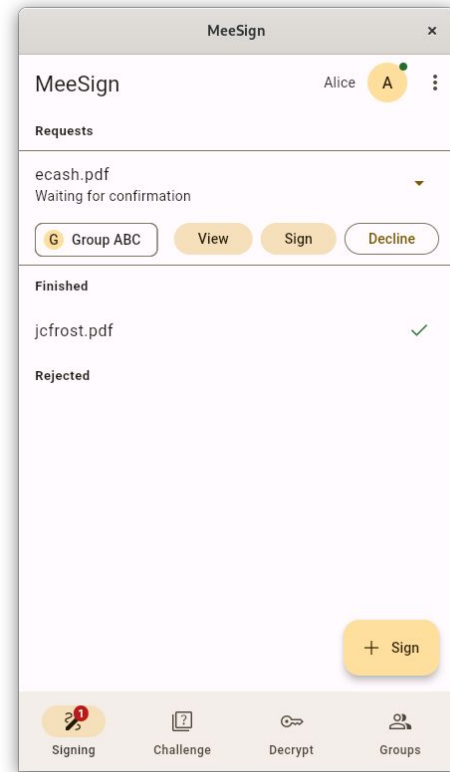 MeeSign ×
MeeSign Alice A
Requests
ecash.pdf
Waiting for confirmation
G Group ABC View Sign Decline
Finished
jcfrost.pdf
Rejected
+ Sign
1
?
Signing Challenge Decrypt Groups